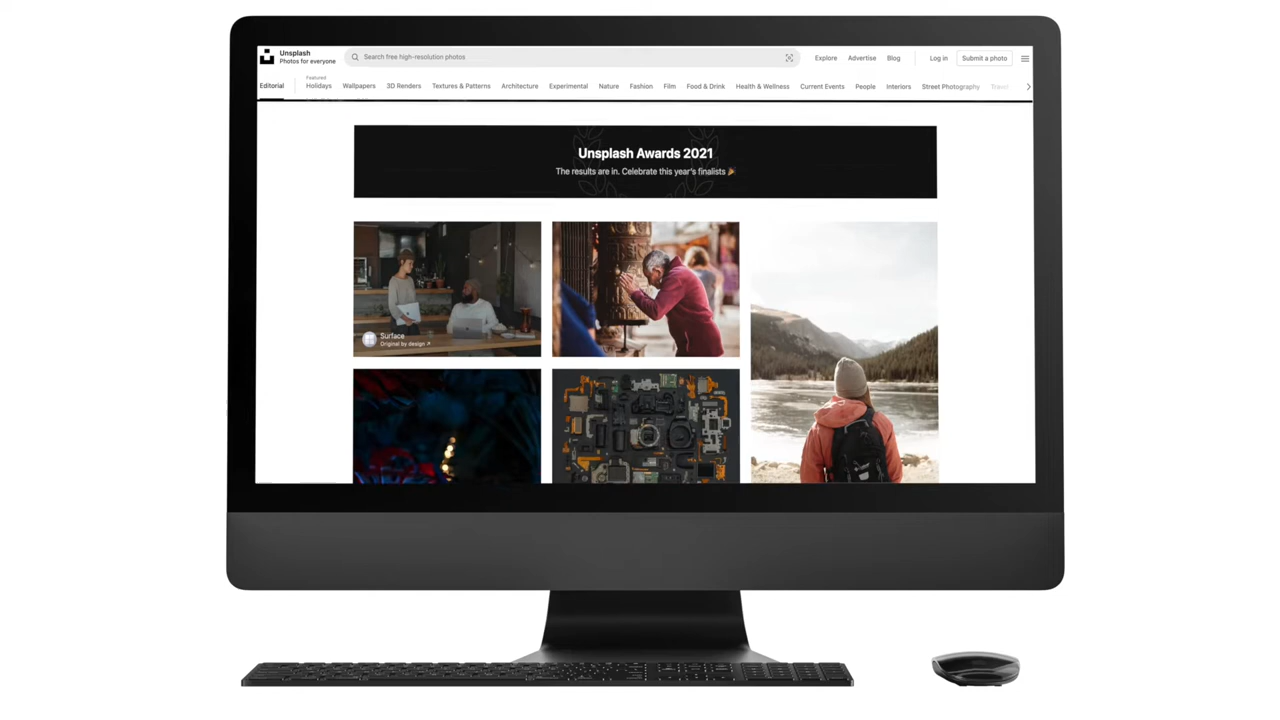 Unsplash
Photos for everyone
Search free high-resolution photos
Explore Advertise Blog Log in Submit a photo
Editorial
Featured
Holidays Wallpapers 3D Renders Textures & Patterns Architecture Experimental Nature Fashion Film Food & Drink Health & Wellness Current Events People Interiors Street Photography Travel
Unsplash Awards 2021
The results are in. Celebrate this year's finalists 🎉
Surface
Original by design ↗